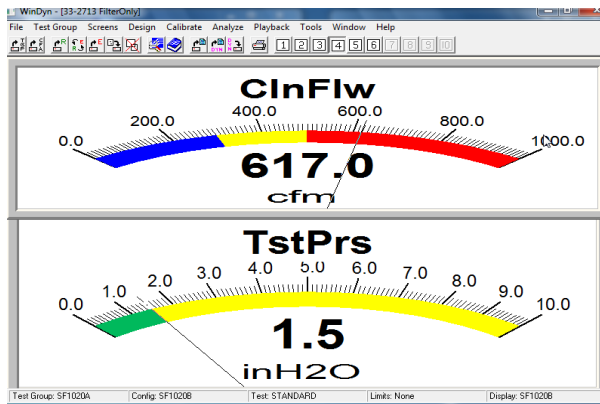 WinDyn - [33-2713 FilterOnly]
File Test Group Screens Design Calibrate Analyze Playback Tools Window Help
1 2 3 4 5 6 7 8 9 10
ClnFlw
0.0 200.0 400.0 600.0 800.0 1000.0
617.0
cfm
TstPrs
0.0 1.0 2.0 3.0 4.0 5.0 6.0 7.0 8.0 9.0 10.0
1.5
inH2O
Test Group: SF1020A Config: SF1020B Test: STANDARD Limits: None Display: SF1020B